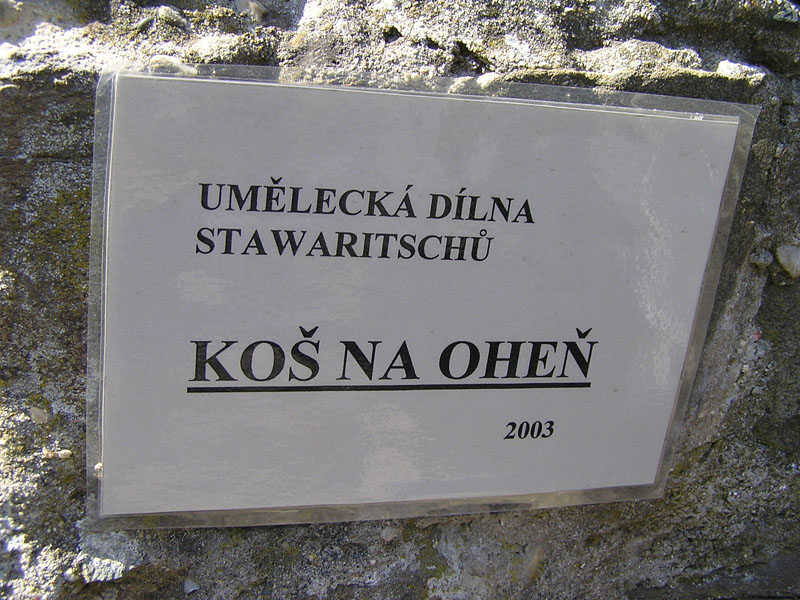 UMĚLECKÁ DÍLNA
STAWARITSCHŮ
KOŠ NA OHEŇ
2003